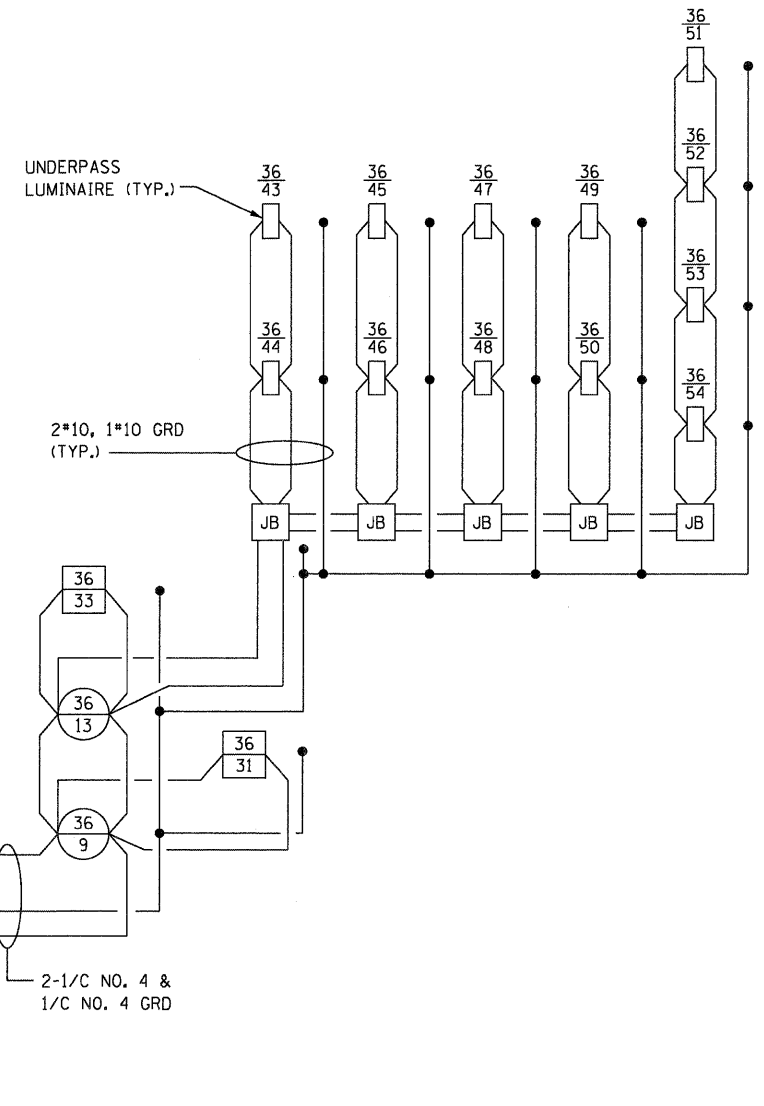 36
51
36
52
UNDERPASS
LUMINAIRE (TYP.)
36
43
36
45
36
47
36
49
36
53
36
44
36
46
36
48
36
50
36
54
2#10, 1#10 GRD
(TYP.)
JB
JB
JB
JB
JB
36
33
36
13
36
31
36
9
2-1/C NO. 4 &
1/C NO. 4 GRD